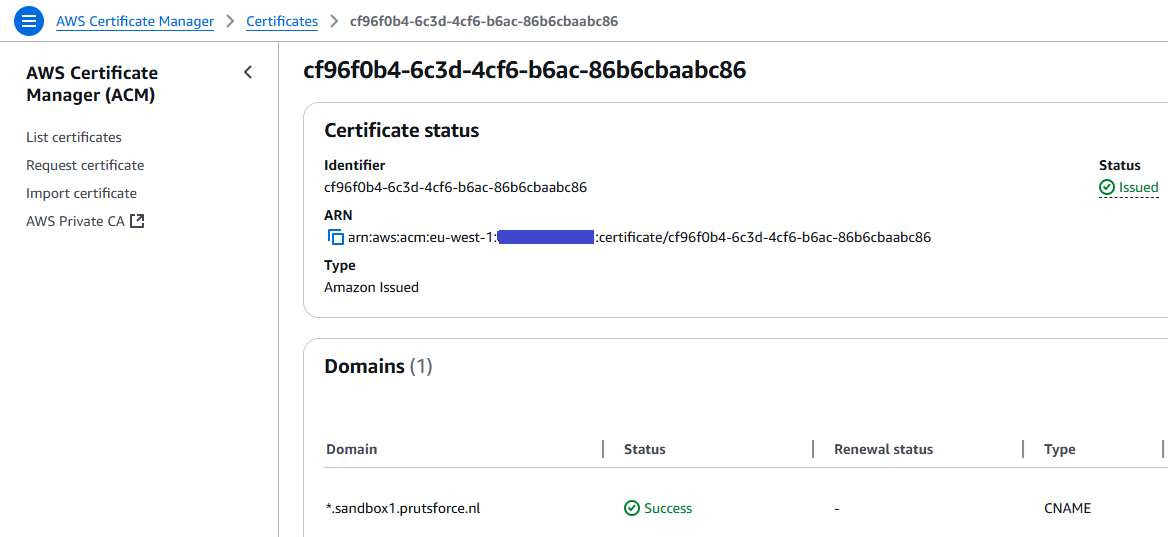 AWS Certificate Manager > Certificates > cf96f0b4-6c3d-4cf6-b6ac-86b6cbaabc86
AWS Certificate
Manager (ACM)
List certificates
Request certificate
Import certificate
AWS Private CA
cf96f0b4-6c3d-4cf6-b6ac-86b6cbaabc86
Certificate status
Identifier
cf96f0b4-6c3d-4cf6-b6ac-86b6cbaabc86
Status
Issued
ARN
arn:aws:acm:eu-west-1: :certificate/cf96f0b4-6c3d-4cf6-b6ac-86b6cbaabc86
Type
Amazon Issued
Domains (1)
Domain Status Renewal status Type
*.sandbox1.prutsforce.nl Success - CNAME